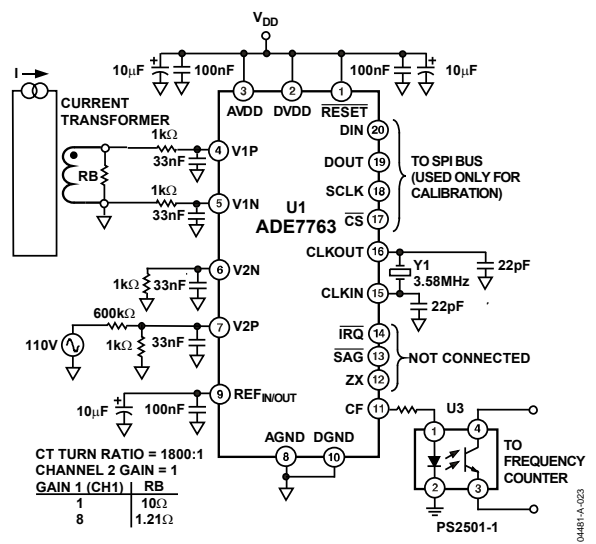 V_DD
10μF
100nF
100nF
10μF
I
3
2
1
AVDD
DVDD
RESET
CURRENT
TRANSFORMER
DIN
20
1kΩ
33nF
4
V1P
DOUT
19
TO SPI BUS
(USED ONLY FOR
CALIBRATION)
RB
SCLK
18
1kΩ
33nF
5
V1N
U1
ADE7763
CS
17
CLKOUT
16
6
V2N
1kΩ
33nF
Y1
3.58MHz
22pF
CLKIN
15
22pF
600kΩ
7
V2P
110V
1kΩ
33nF
IRQ
14
SAG
13
NOT CONNECTED
ZX
12
9
REF_IN/OUT
10μF
100nF
CF
11
U3
AGND
DGND
8
10
1
4
2
3
TO
FREQUENCY
COUNTER
PS2501-1
CT TURN RATIO = 1800:1
CHANNEL 2 GAIN = 1
GAIN 1 (CH1) RB
1 10Ω
8 1.21Ω
04481-A-023